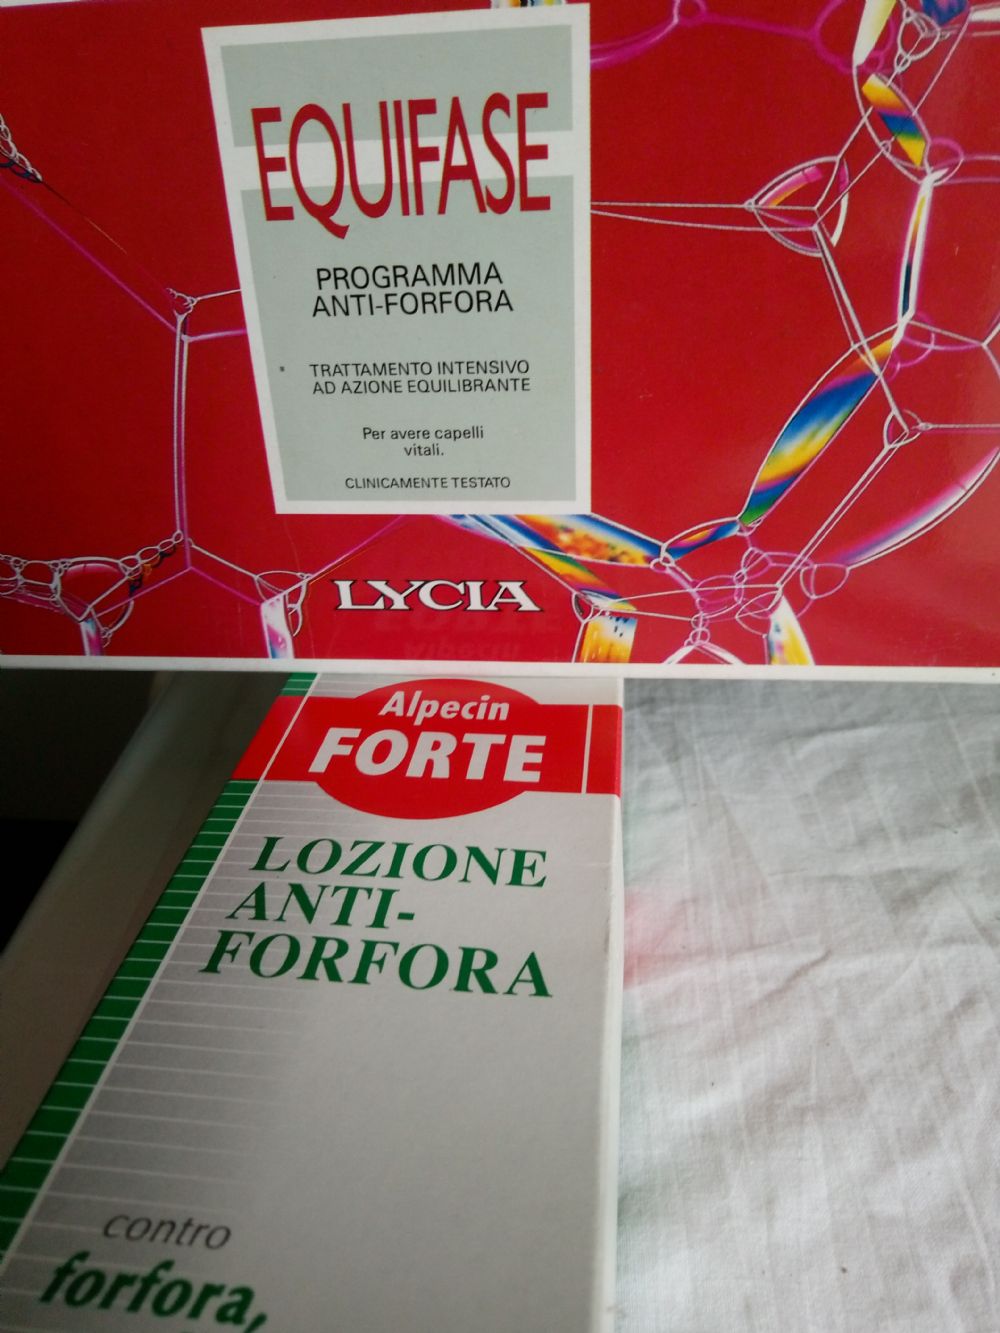 EQUIFASE
PROGRAMMA
ANTI-FORFORA
TRATTAMENTO INTENSIVO
AD AZIONE EQUILIBRANTE
Per avere capelli
vitali.
CLINICAMENTE TESTATO
LYCIA
Alpecin
FORTE
LOZIONE
ANTI-
FORFORA
contro
forfora,